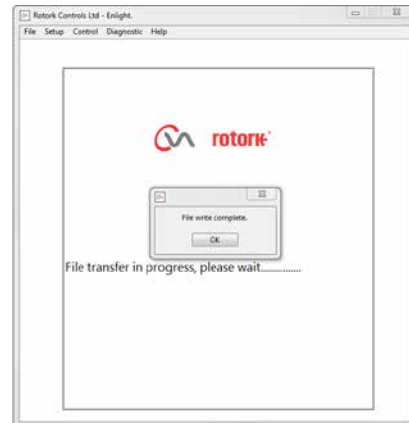 Rotork Controls Ltd - Enlight.
File Setup Control Diagnostic Help
rotork
File write complete.
OK
File transfer in progress, please wait..............